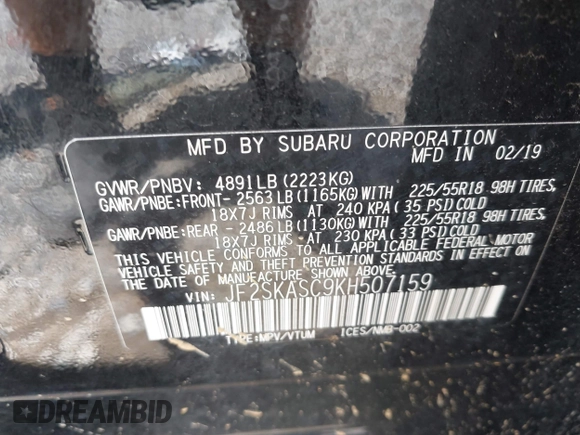 MFD BY SUBARU CORPORATION
MFD IN 02/19
GVWR/PNBV: 4891LB(2223KG)
GAWR/PNBE:FRONT- 2563LB(1165KG)WITH 225/55R18 98H TIRES,
18X7J RIMS AT 240 KPA(35 PSI)COLD
GAWR/PNBE:REAR - 2486LB(1130KG)WITH 225/55R18 98H TIRES,
18X7J RIMS AT 230 KPA(33 PSI)COLD
THIS VEHICLE CONFORMS TO ALL APPLICABLE FEDERAL MOTOR
VEHICLE SAFETY AND THEFT PREVENTION STANDARDS IN EFFECT ON
THE DATE OF MANUFACTURE SHOWN ABOVE.
VIN: JF2SKASC9KH507159
TYPE:MPV/VTUM ICES/NMB-002
DREAMBID